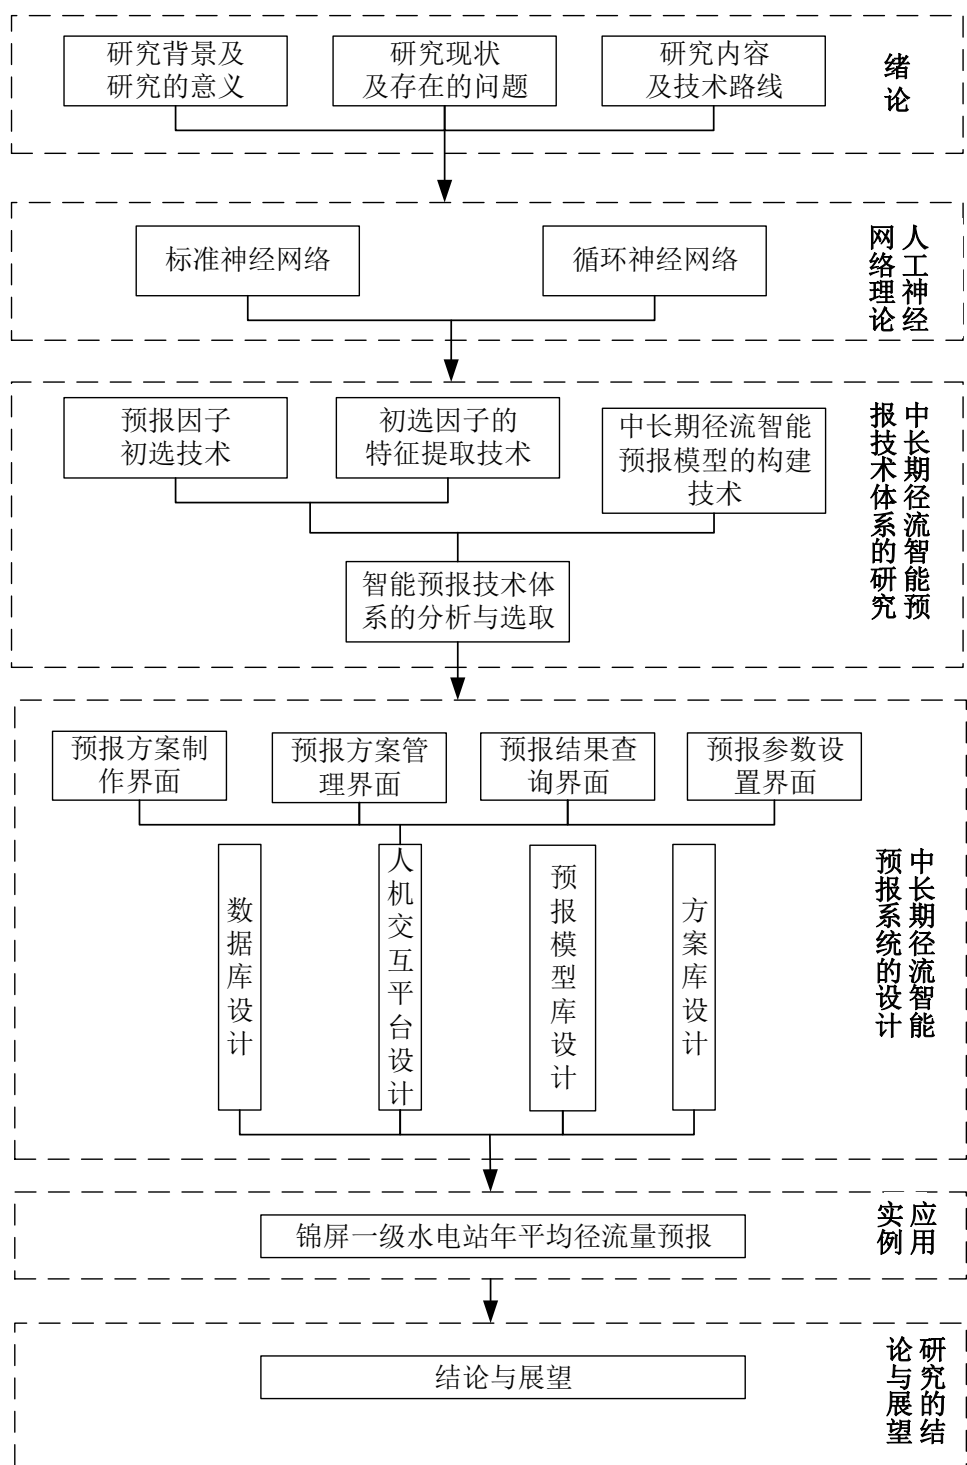 研究背景及
研究的意义
研究现状
及存在的问题
研究内容
及技术路线
绪论
标准神经网络
循环神经网络
人工神经
网络理论
预报因子
初选技术
初选因子的
特征提取技术
中长期径流智能
预报模型的构建
技术
智能预报技术体
系的分析与选取
中长期径流智能预
报技术体系的研究
预报方案制
作界面
预报方案管
理界面
预报结果查
询界面
预报参数设
置界面
数据库设计
人机交互平台设计
预报模型库设计
方案库设计
中长期径流智能
预报系统的设计
锦屏一级水电站年平均径流量预报
应用
实例
结论与展望
研究的结
论与展望